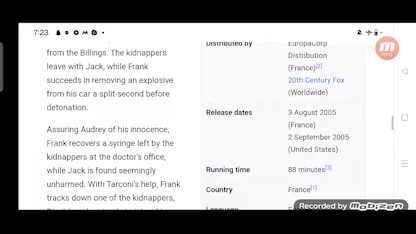 7:23
from the Billings. The kidnappers
leave with Jack, while Frank
succeeds in removing an explosive
from his car a split-second before
detonation.
Assuring Audrey of his innocence,
Frank recovers a syringe left by the
kidnappers at the doctor's office,
while Jack is found seemingly
unharmed. With Tarconi's help, Frank
tracks down one of the kidnappers,
Distributed by
EuropaCorp
Distribution
(France)[2]
20th Century Fox
(Worldwide)
Release dates
3 August 2005
(France)
2 September 2005
(United States)
Running time
88 minutes[3]
Country
France[1]
Recorded by mobizen